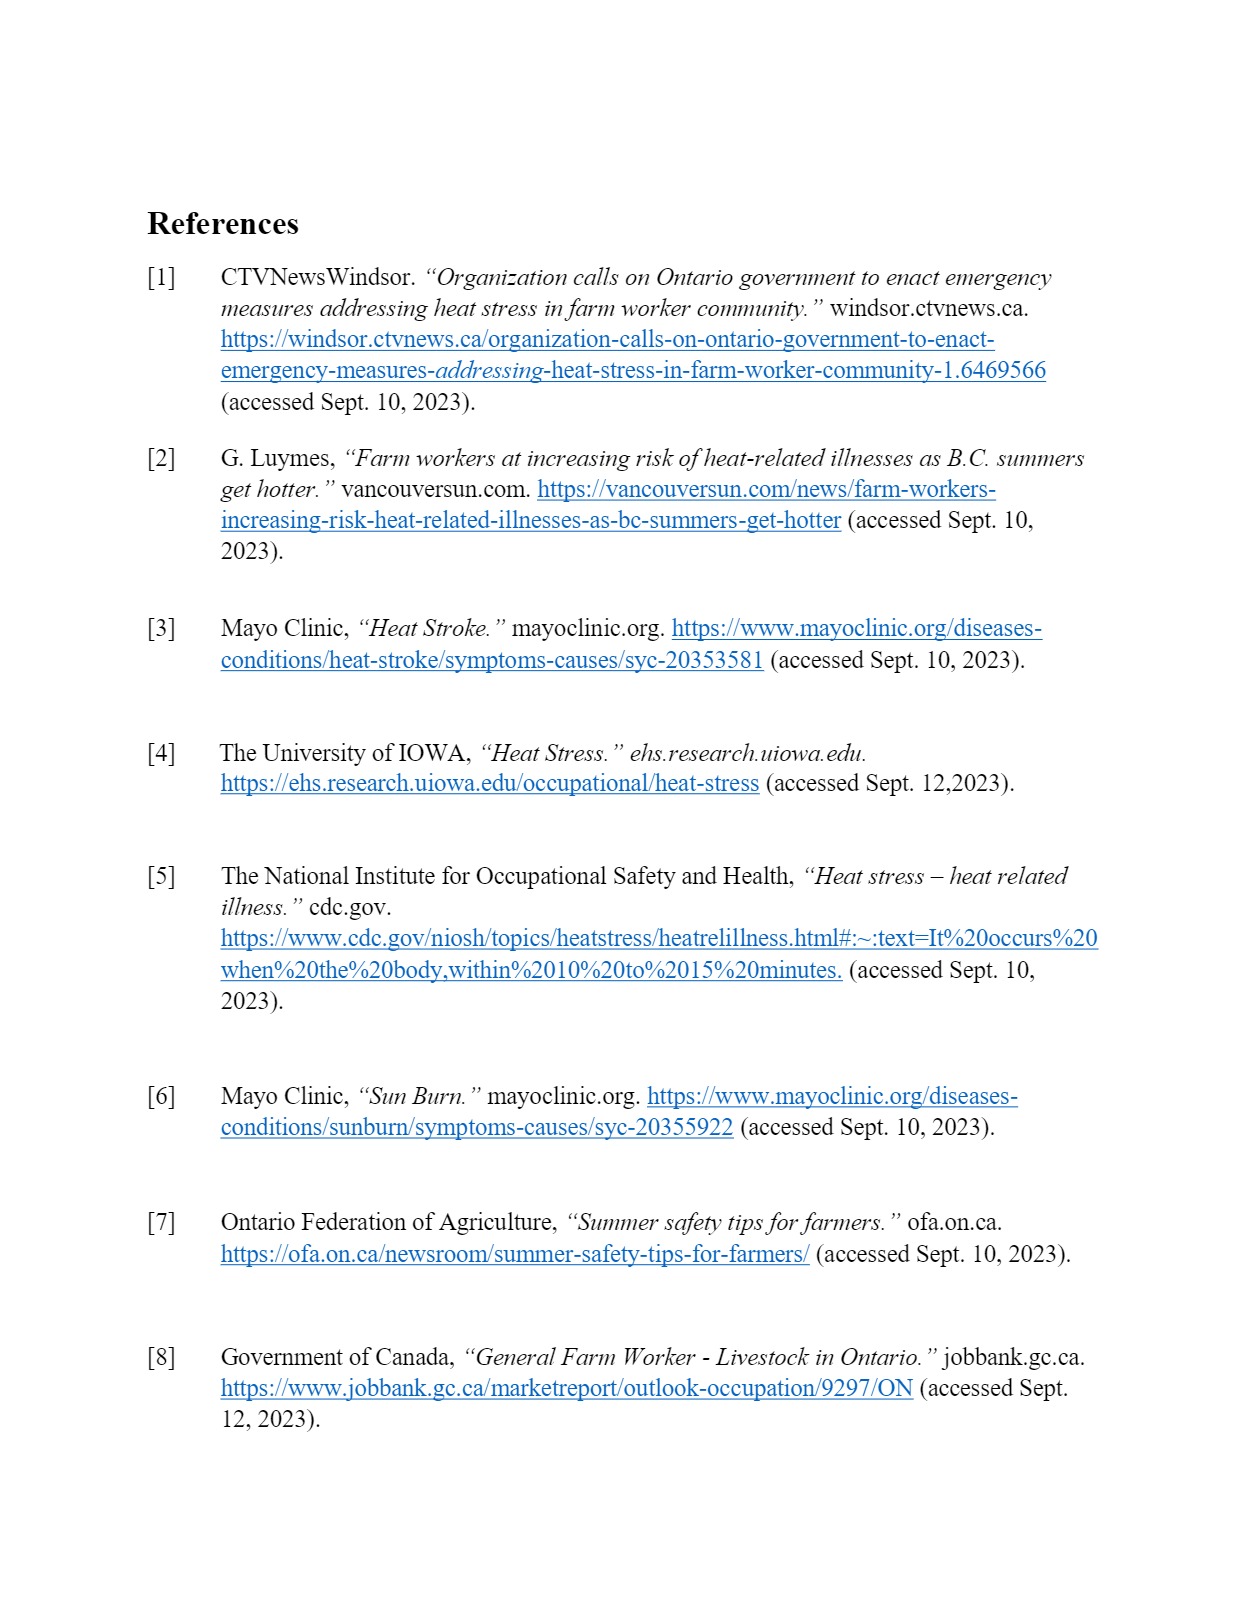 References
[1] CTVNewsWindsor. “Organization calls on Ontario government to enact emergency
measures addressing heat stress in farm worker community.” windsor.ctvnews.ca.
https://windsor.ctvnews.ca/organization-calls-on-ontario-government-to-enact-
emergency-measures-addressing-heat-stress-in-farm-worker-community-1.6469566
(accessed Sept. 10, 2023).
[2] G. Luymes, “Farm workers at increasing risk of heat-related illnesses as B.C. summers
get hotter.” vancouversun.com. https://vancouversun.com/news/farm-workers-
increasing-risk-heat-related-illnesses-as-bc-summers-get-hotter (accessed Sept. 10,
2023).
[3] Mayo Clinic, “Heat Stroke.” mayoclinic.org. https://www.mayoclinic.org/diseases-
conditions/heat-stroke/symptoms-causes/syc-20353581 (accessed Sept. 10, 2023).
[4] The University of IOWA, “Heat Stress.” ehs.research.uiowa.edu.
https://ehs.research.uiowa.edu/occupational/heat-stress (accessed Sept. 12,2023).
[5] The National Institute for Occupational Safety and Health, “Heat stress – heat related
illness.” cdc.gov.
https://www.cdc.gov/niosh/topics/heatstress/heatrelillness.html#:~:text=It%20occurs%20
when%20the%20body,within%2010%20to%2015%20minutes. (accessed Sept. 10,
2023).
[6] Mayo Clinic, “Sun Burn.” mayoclinic.org. https://www.mayoclinic.org/diseases-
conditions/sunburn/symptoms-causes/syc-20355922 (accessed Sept. 10, 2023).
[7] Ontario Federation of Agriculture, “Summer safety tips for farmers.” ofa.on.ca.
https://ofa.on.ca/newsroom/summer-safety-tips-for-farmers/ (accessed Sept. 10, 2023).
[8] Government of Canada, “General Farm Worker - Livestock in Ontario.” jobbank.gc.ca.
https://www.jobbank.gc.ca/marketreport/outlook-occupation/9297/ON (accessed Sept.
12, 2023).